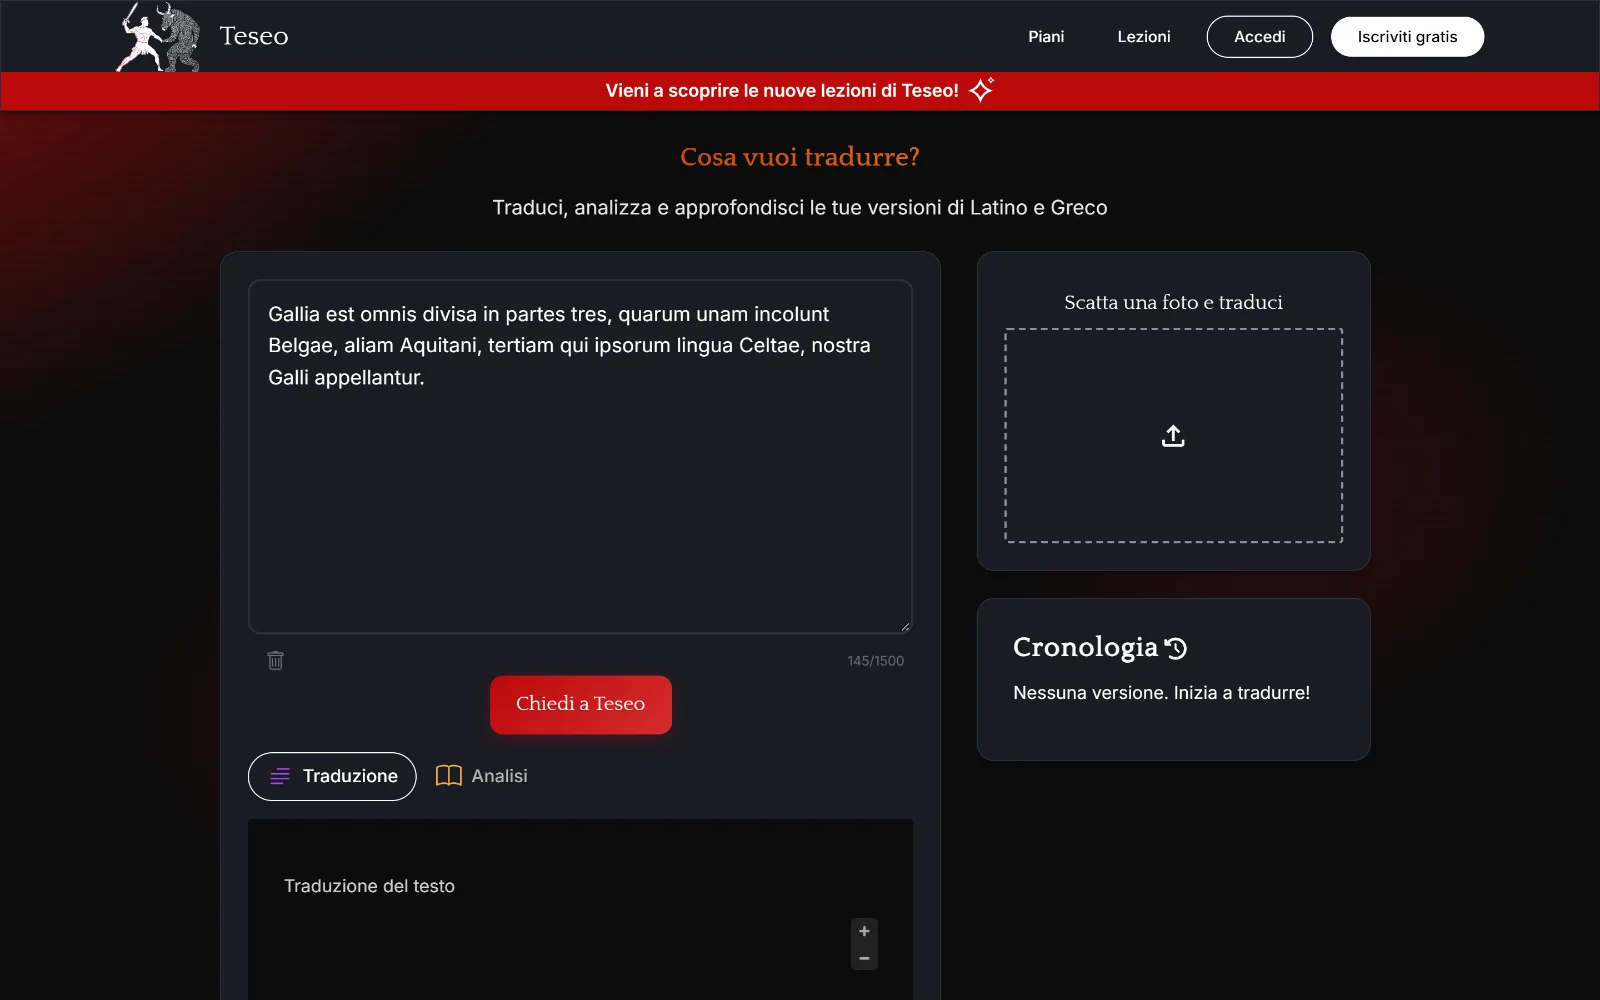 Teseo
Piani
Lezioni
Accedi
Iscriviti gratis
Vieni a scoprire le nuove lezioni di Teseo!
Cosa vuoi tradurre?
Traduci, analizza e approfondisci le tue versioni di Latino e Greco
Gallia est omnis divisa in partes tres, quarum unam incolunt
Belgae, aliam Aquitani, tertiam qui ipsorum lingua Celtae, nostra
Galli appellantur.
145/1500
Chiedi a Teseo
Traduzione
Analisi
Traduzione del testo
+
−
Scatta una foto e traduci
Cronologia
Nessuna versione. Inizia a tradurre!